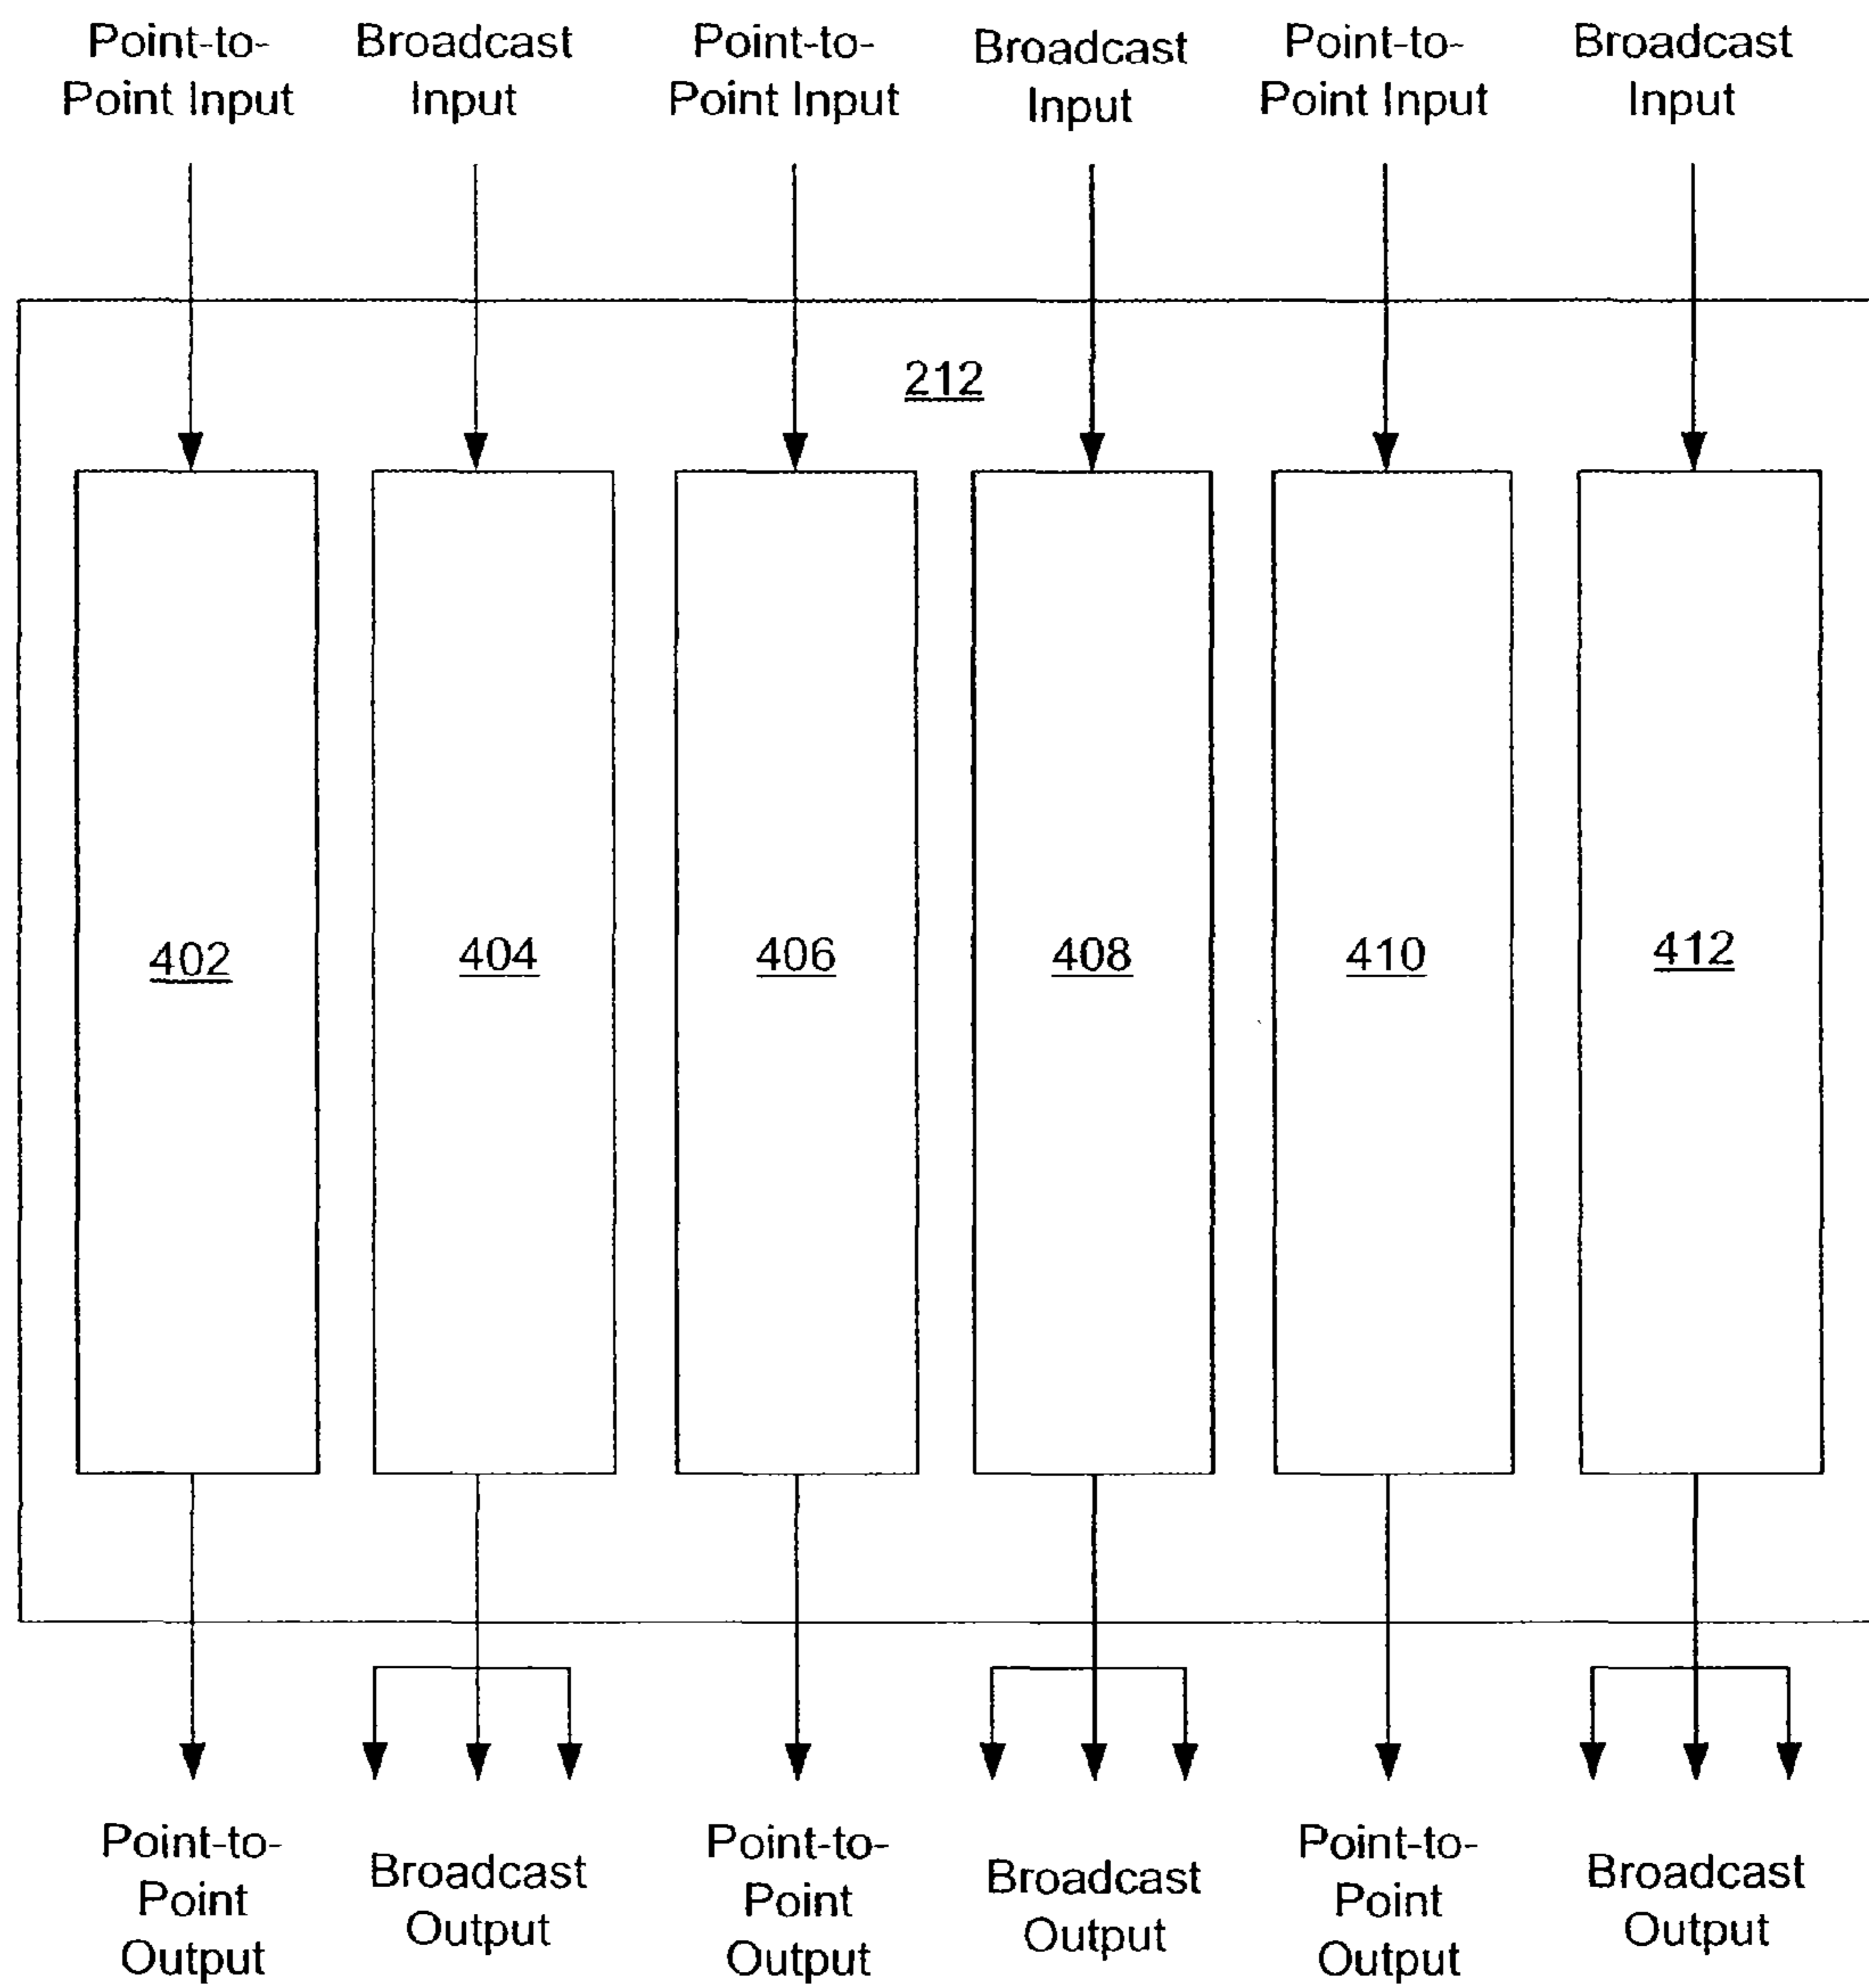 Point-to-
Point Input
Broadcast
Input
Point-to-
Point Input
Broadcast
Input
Point-to-
Point Input
Broadcast
Input
212
402
404
406
408
410
412
Point-to-
Point
Output
Broadcast
Output
Point-to-
Point
Output
Broadcast
Output
Point-to-
Point
Output
Broadcast
Output